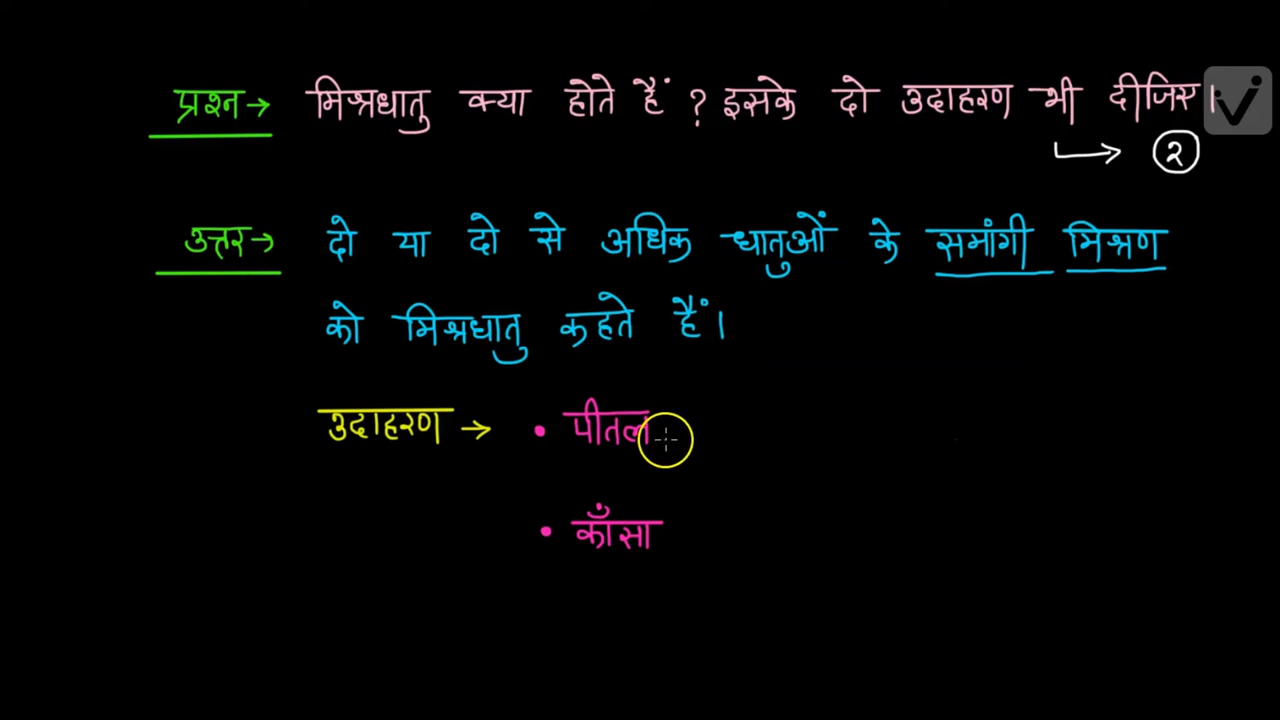 प्रश्न→ मिश्रधातु क्या होते हैं ? इसके दो उदाहरण भी दीजिए।
→ २
उत्तर→ दो या दो से अधिक धातुओं के समांगी मिश्रण
को मिश्रधातु कहते हैं।
उदाहरण → • पीतल
• काँसा